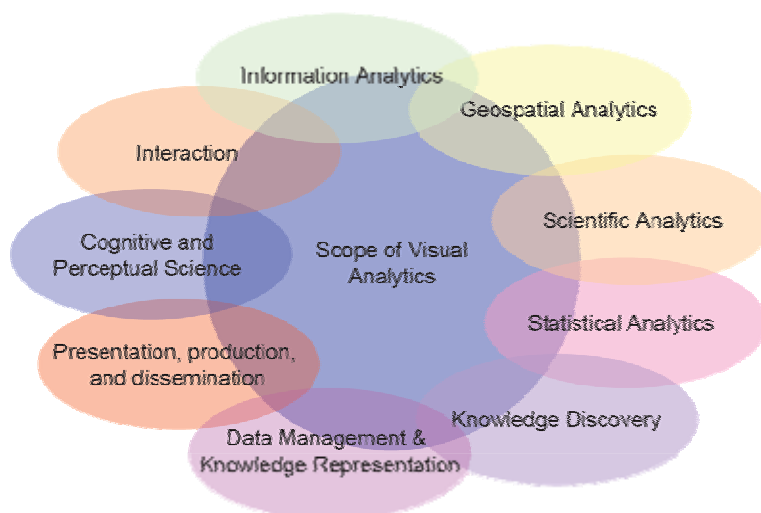 Information Analytics
Geospatial Analytics
Interaction
Scientific Analytics
Cognitive and
Perceptual Science
Scope of Visual
Analytics
Statistical Analytics
Presentation, production,
and dissemination
Knowledge Discovery
Data Management &
Knowledge Representation